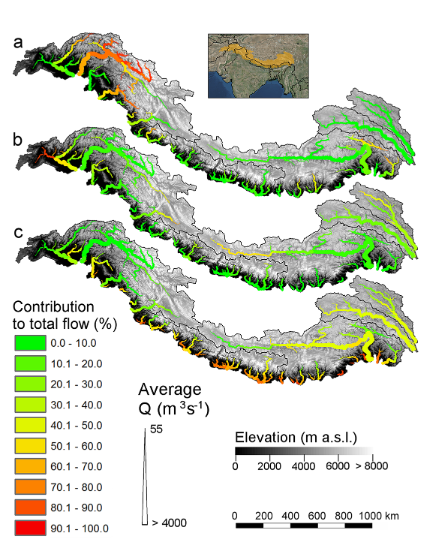 a
b
c
Contribution
to total flow (%)
0.0 - 10.0
10.1 - 20.0
20.1 - 30.0
30.1 - 40.0
40.1 - 50.0
50.1 - 60.0
60.1 - 70.0
70.1 - 80.0
80.1 - 90.0
90.1 - 100.0
Average
Q (m³s⁻¹)
55
> 4000
Elevation (m a.s.l.)
0 2000 4000 6000 > 8000
0 200 400 600 800 1000 km